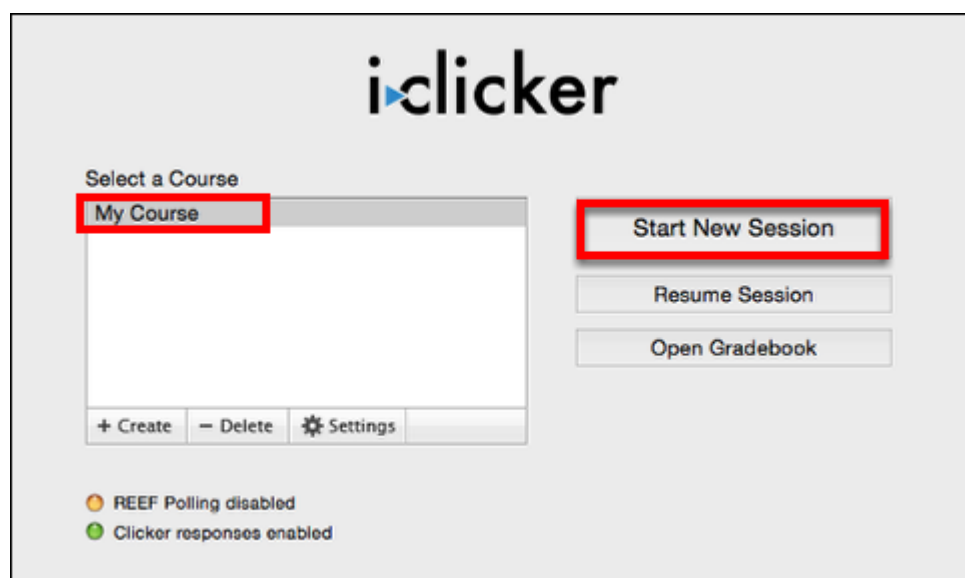 i▸clicker
Select a Course
My Course
Start New Session
Resume Session
Open Gradebook
+ Create − Delete Settings
REEF Polling disabled
Clicker responses enabled